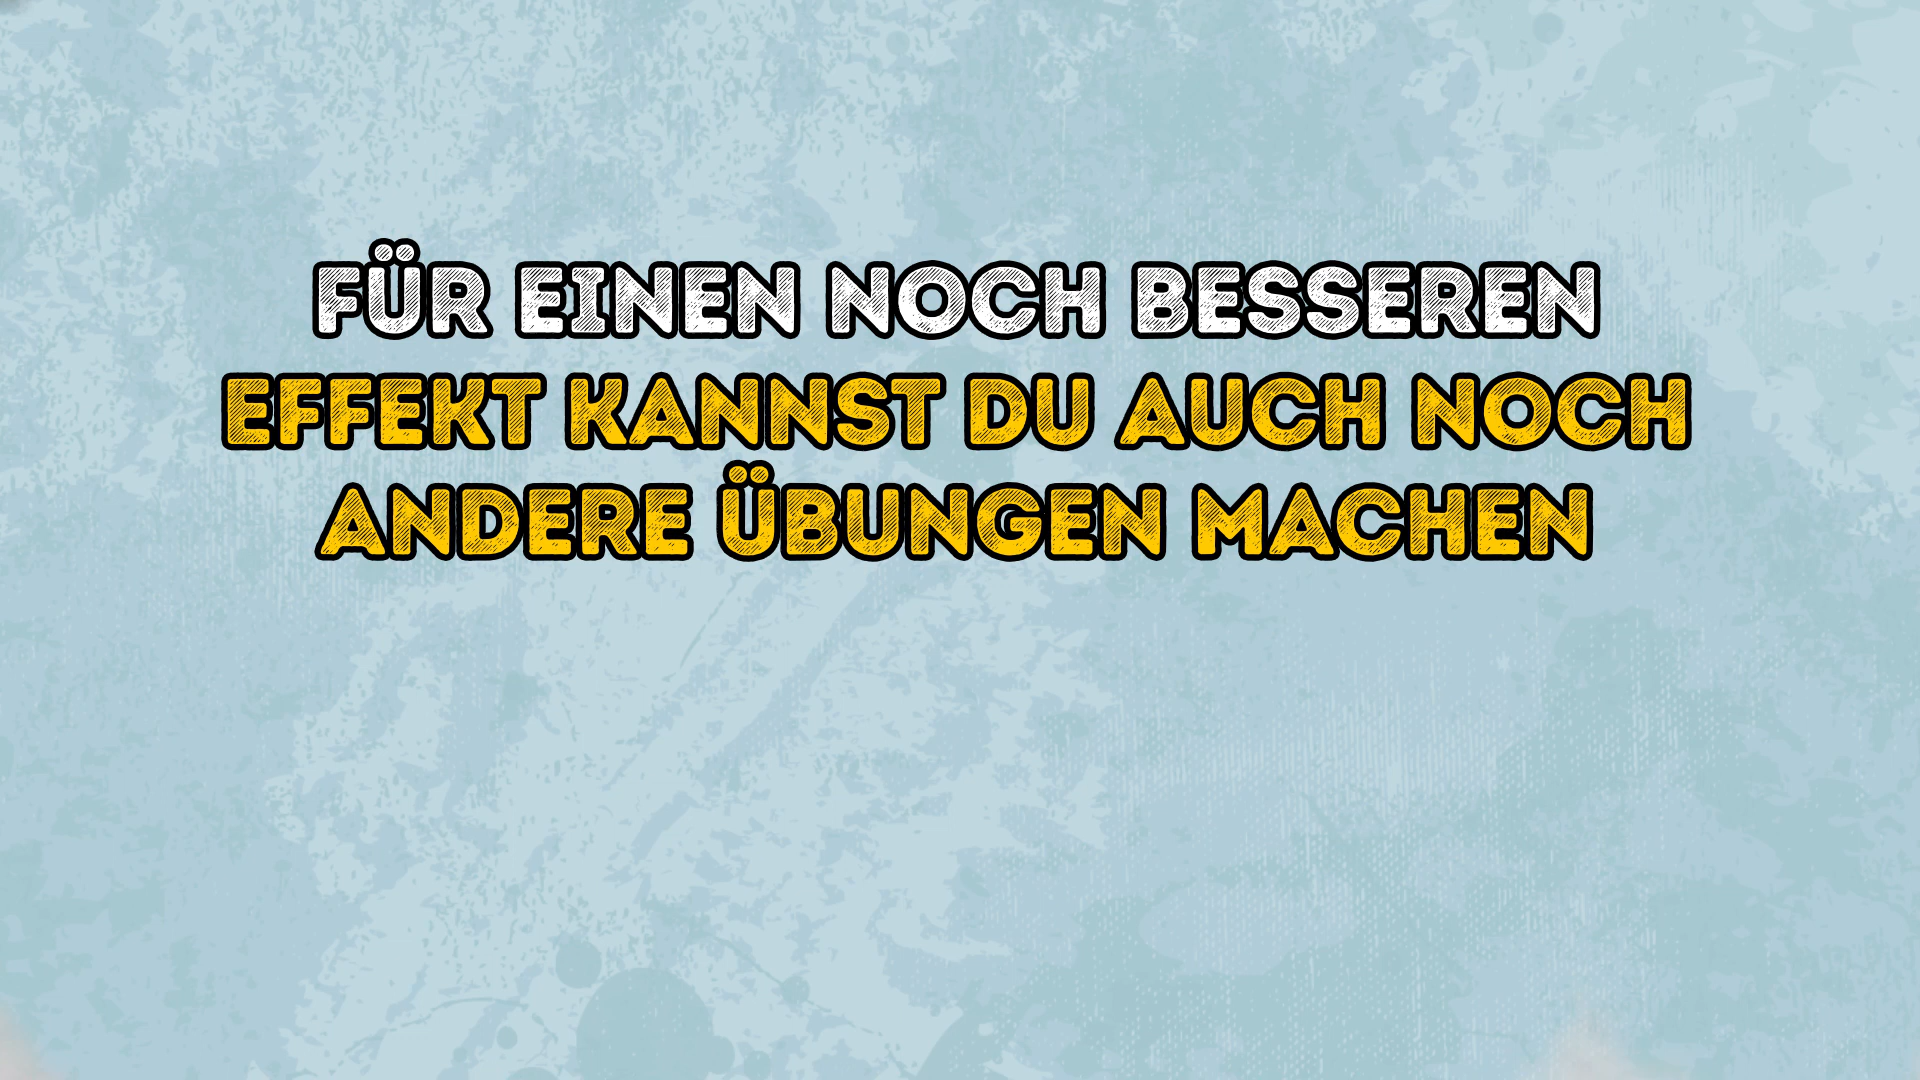 FÜR EINEN NOCH BESSEREN
EFFEKT KANNST DU AUCH NOCH
ANDERE ÜBUNGEN MACHEN